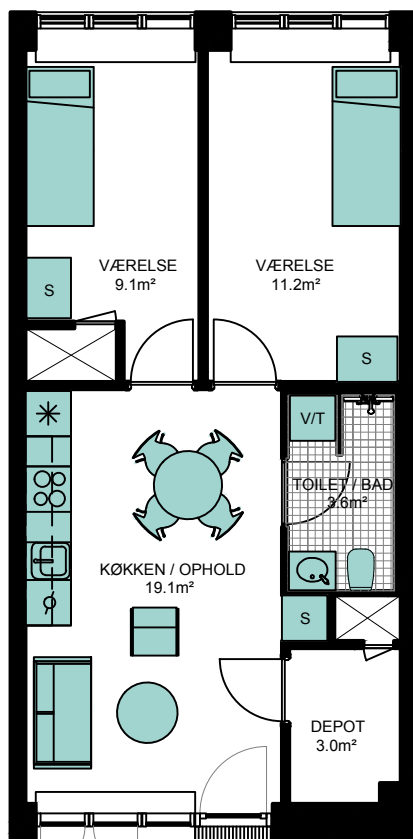 VÆRELSE
9.1m²
VÆRELSE
11.2m²
S
S
V/T
TOILET / BAD
3.6m²
KØKKEN / OPHOLD
19.1m²
S
DEPOT
3.0m²